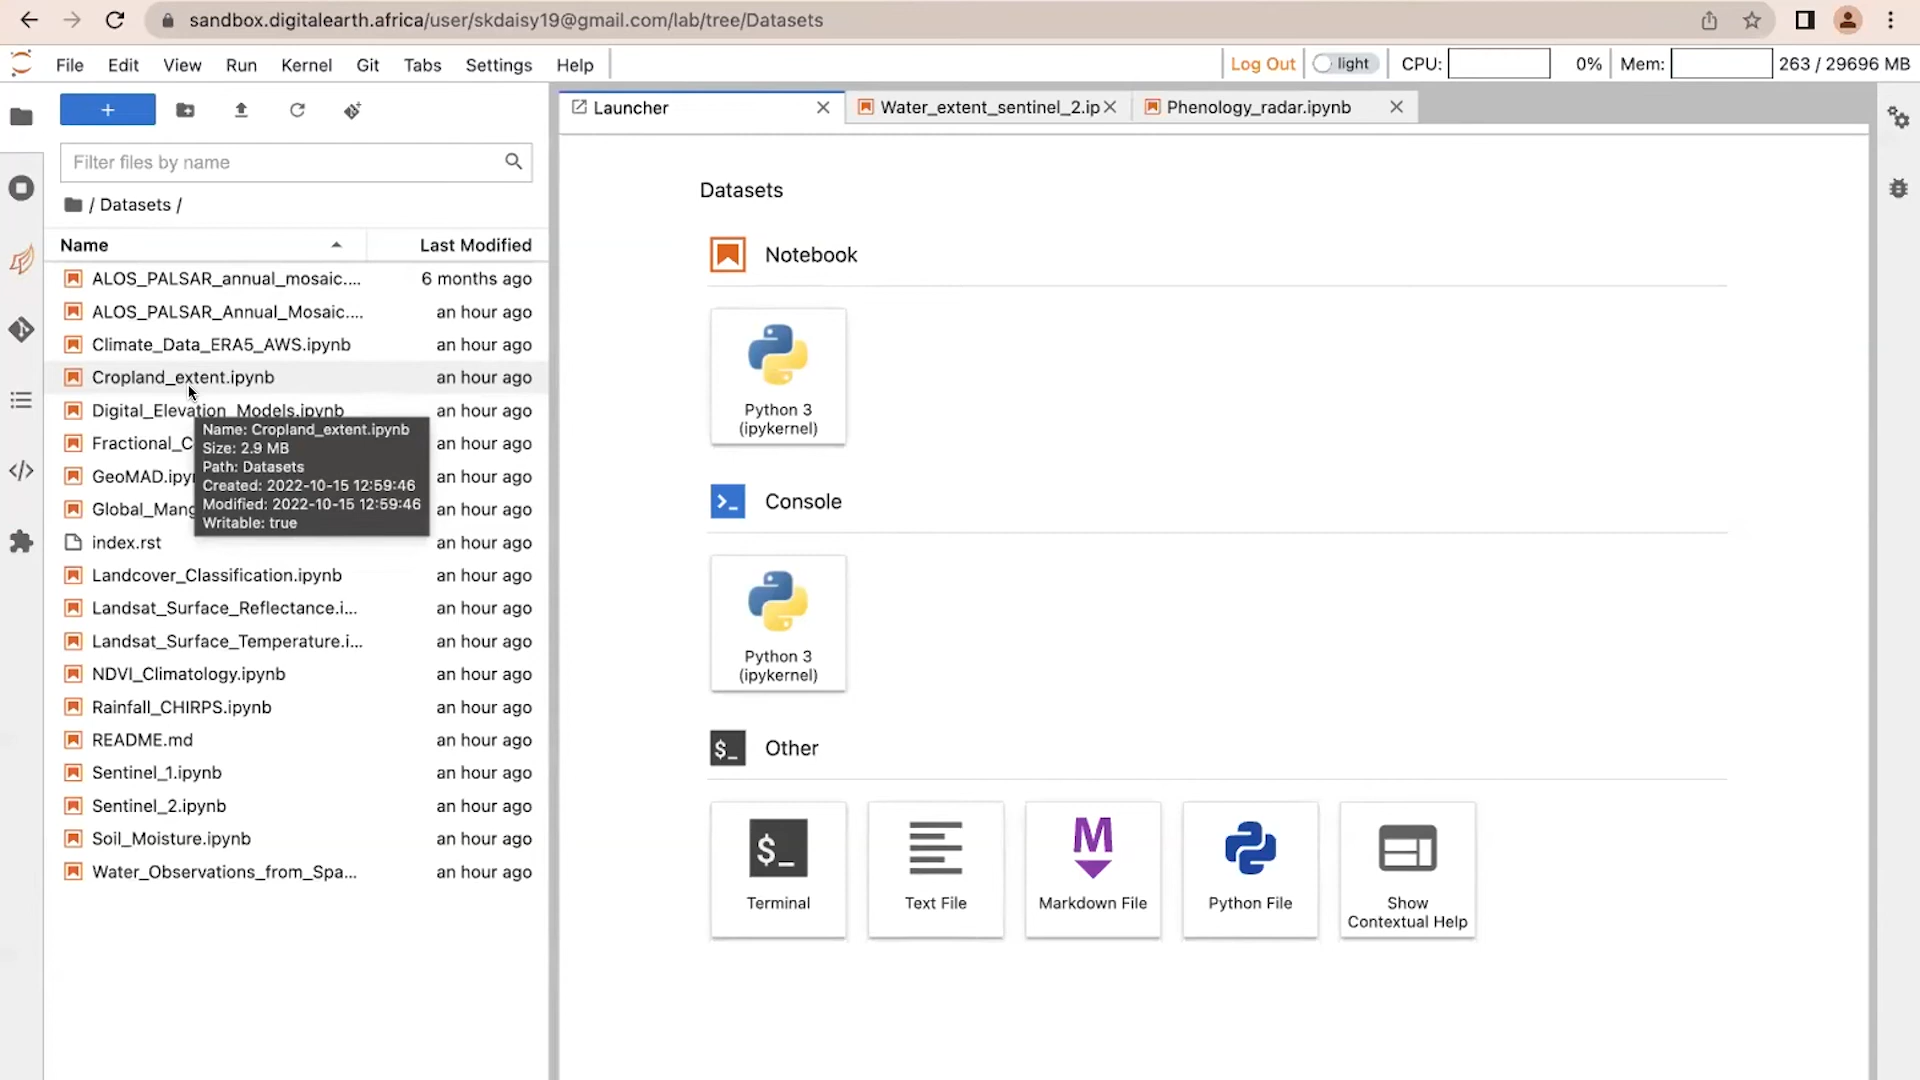 sandbox.digitalearth.africa/user/skdaisy19@gmail.com/lab/tree/Datasets
File Edit View Run Kernel Git Tabs Settings Help
Log Out light CPU: 0% Mem: 263 / 29696 MB
+
Launcher
Water_extent_sentinel_2.ip
Phenology_radar.ipynb
Filter files by name
/ Datasets /
Name Last Modified
ALOS_PALSAR_annual_mosaic.... 6 months ago
ALOS_PALSAR_Annual_Mosaic.... an hour ago
Climate_Data_ERA5_AWS.ipynb an hour ago
Cropland_extent.ipynb an hour ago
Digital_Elevation_Models.ipynb an hour ago
Fractional_C an hour ago
GeoMAD.ipy an hour ago
Global_Mang an hour ago
index.rst an hour ago
Landcover_Classification.ipynb an hour ago
Landsat_Surface_Reflectance.i... an hour ago
Landsat_Surface_Temperature.i... an hour ago
NDVI_Climatology.ipynb an hour ago
Rainfall_CHIRPS.ipynb an hour ago
README.md an hour ago
Sentinel_1.ipynb an hour ago
Sentinel_2.ipynb an hour ago
Soil_Moisture.ipynb an hour ago
Water_Observations_from_Spa... an hour ago
Name: Cropland_extent.ipynb
Size: 2.9 MB
Path: Datasets
Created: 2022-10-15 12:59:46
Modified: 2022-10-15 12:59:46
Writable: true
Datasets
Notebook
Python 3
(ipykernel)
>_ Console
Python 3
(ipykernel)
$_ Other
$_
Terminal
Text File
M
Markdown File
Python File
Show
Contextual Help